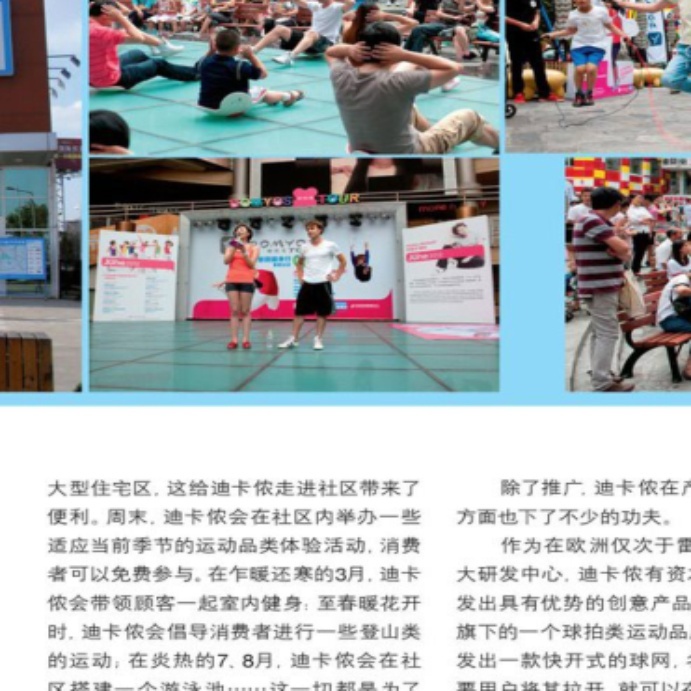 DOMYOS TOUR
大型住宅区，这给迪卡侬走进社区带来了
便利。周末，迪卡侬会在社区内举办一些
适应当前季节的运动品类体验活动，消费
者可以免费参与。在乍暖还寒的3月，迪卡
侬会带领顾客一起室内健身；至春暖花开
时，迪卡侬会倡导消费者进行一些登山类
的运动；在炎热的7、8月，迪卡侬会在社
区搭建一个游泳池……这一切都是为了
除了推广，迪卡侬在产
方面也下了不少的功夫。
作为在欧洲仅次于雷
大研发中心，迪卡侬有资
发出具有优势的创意产品
旗下的一个球拍类运动品
发出一款快开式的球网，
要用户将其拉开，就可以